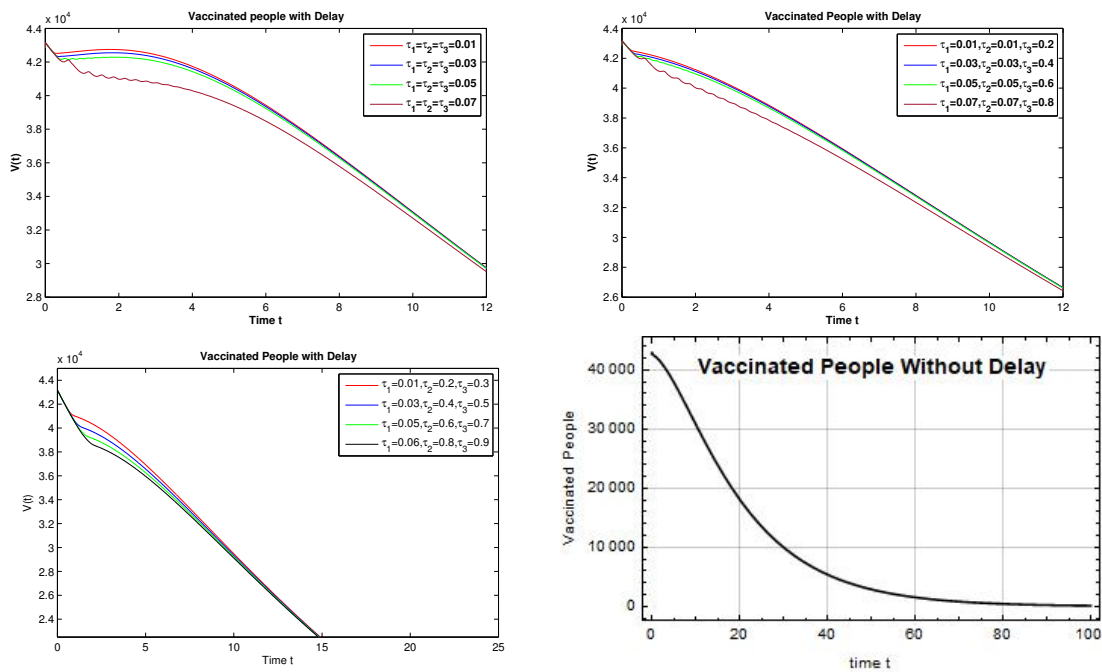 Vaccinated people with Delay
x 10⁴
4.4
4.2
4
3.8
3.6
3.4
3.2
3
2.8
V(t)
0 2 4 6 8 10 12
Time t
τ₁=τ₂=τ₃=0.01
τ₁=τ₂=τ₃=0.03
τ₁=τ₂=τ₃=0.05
τ₁=τ₂=τ₃=0.07
Vaccinated People with Delay
x 10⁴
4.4
4.2
4
3.8
3.6
3.4
3.2
3
2.8
2.6
V(t)
0 2 4 6 8 10 12
Time t
τ₁=0.01,τ₂=0.01,τ₃=0.2
τ₁=0.03,τ₂=0.03,τ₃=0.4
τ₁=0.05,τ₂=0.05,τ₃=0.6
τ₁=0.07,τ₂=0.07,τ₃=0.8
Vaccinated People with Delay
x 10⁴
4.4
4.2
4
3.8
3.6
3.4
3.2
3
2.8
2.6
2.4
V(t)
0 5 10 15 20 25
Time t
τ₁=0.01,τ₂=0.2,τ₃=0.3
τ₁=0.03,τ₂=0.4,τ₃=0.5
τ₁=0.05,τ₂=0.6,τ₃=0.7
τ₁=0.06,τ₂=0.8,τ₃=0.9
Vaccinated People Without Delay
40 000
30 000
20 000
10 000
0
Vaccinated People
0 20 40 60 80 100
time t